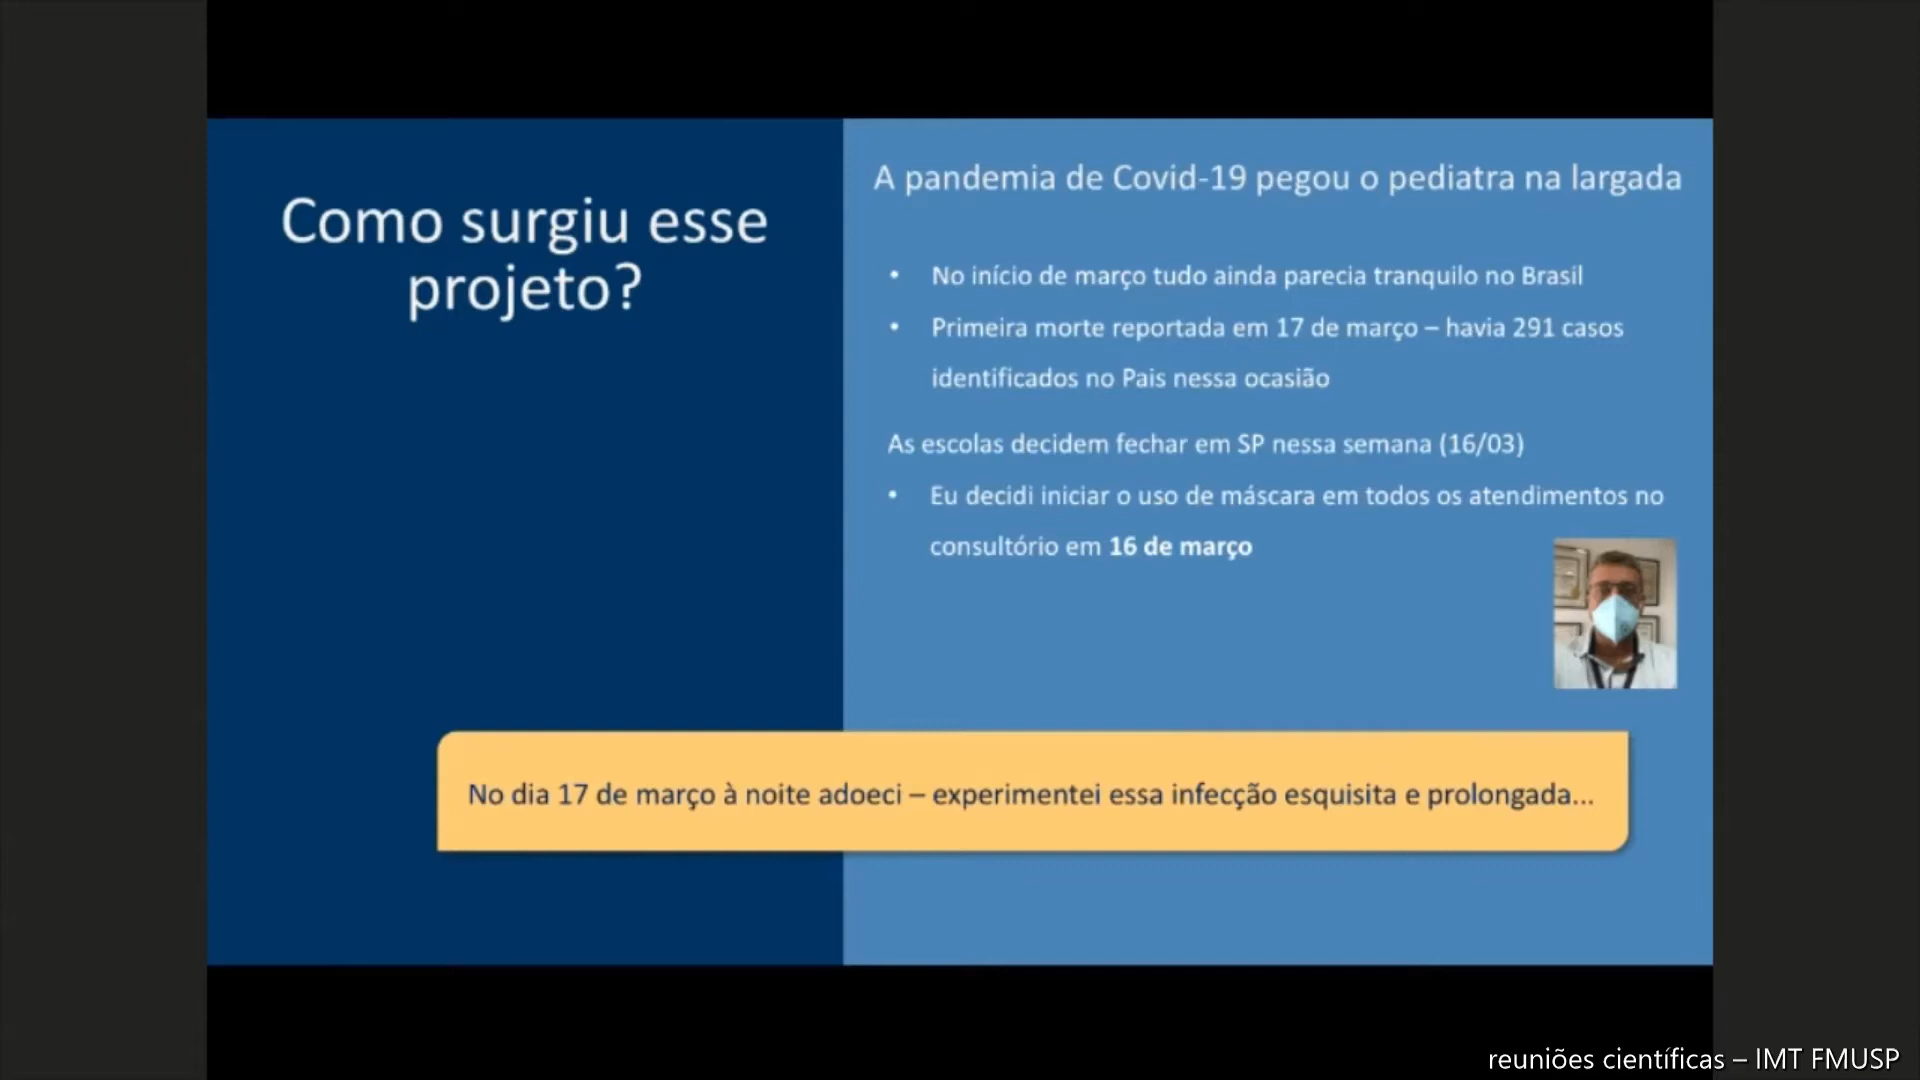 Como surgiu esse
projeto?
A pandemia de Covid-19 pegou o pediatra na largada
• No início de março tudo ainda parecia tranquilo no Brasil
• Primeira morte reportada em 17 de março – havia 291 casos
identificados no Pais nessa ocasião
As escolas decidem fechar em SP nessa semana (16/03)
• Eu decidi iniciar o uso de máscara em todos os atendimentos no
consultório em 16 de março
No dia 17 de março à noite adoeci – experimentei essa infecção esquisita e prolongada...
reuniões científicas – IMT FMUSP